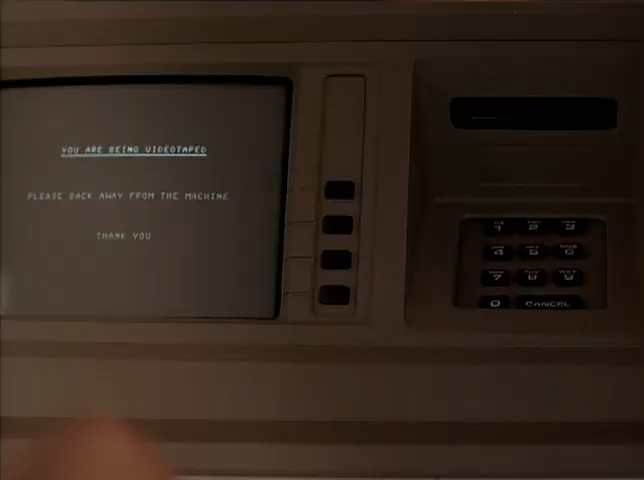 YOU ARE BEING VIDEOTAPED
PLEASE BACK AWAY FROM THE MACHINE
THANK YOU
1 2 3
4 5 6
7 8 9
0 CANCEL